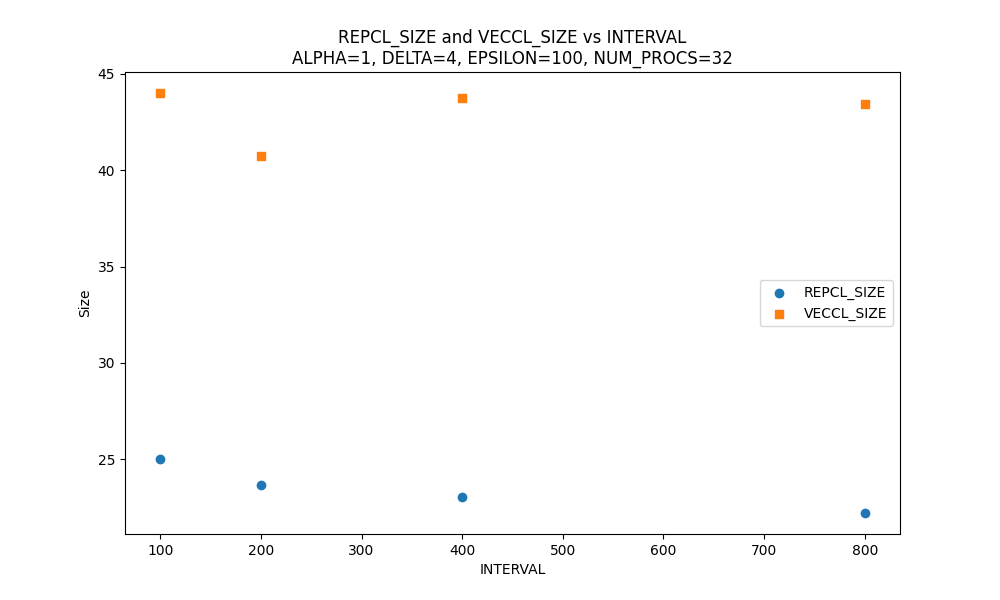 REPCL_SIZE and VECCL_SIZE vs INTERVAL
ALPHA=1, DELTA=4, EPSILON=100, NUM_PROCS=32
45
40
35
30
25
Size
REPCL_SIZE
VECCL_SIZE
100 200 300 400 500 600 700 800
INTERVAL